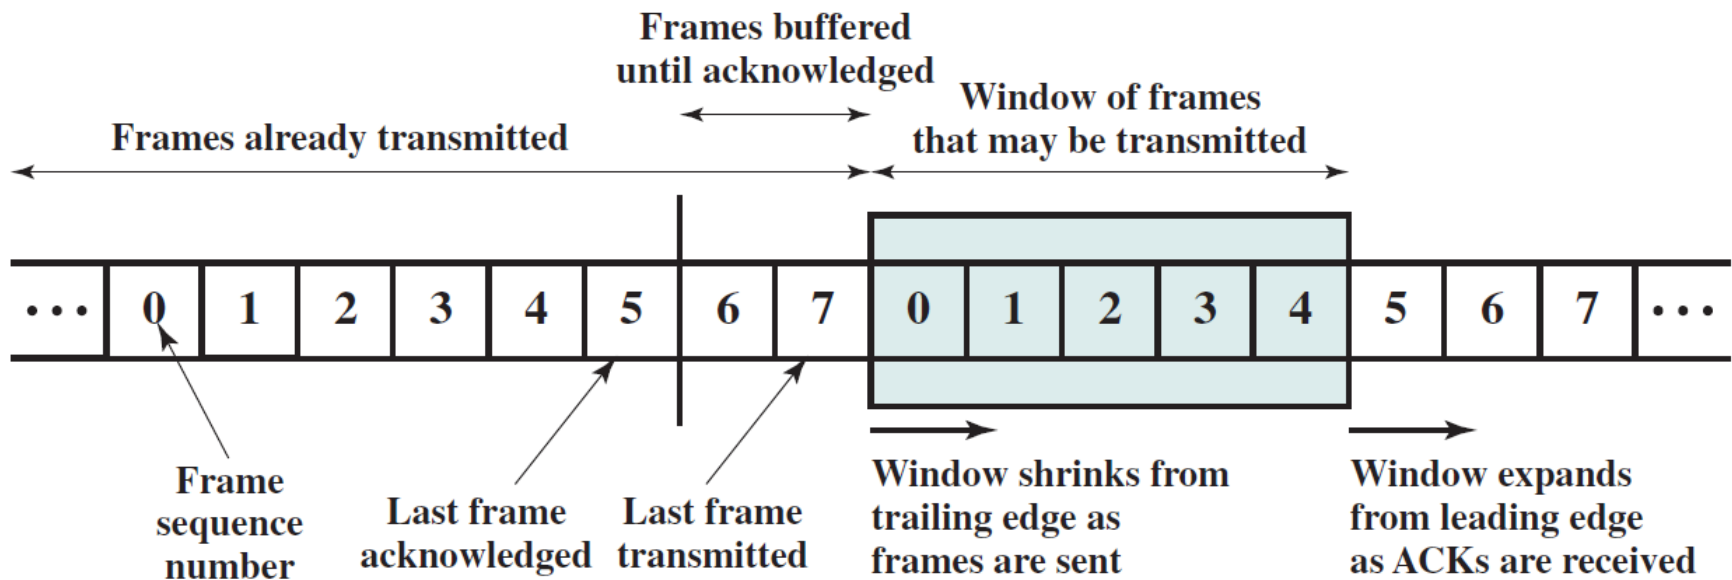 Frames buffered
until acknowledged
Window of frames
that may be transmitted
Frames already transmitted
••• 0 1 2 3 4 5 6 7 0 1 2 3 4 5 6 7 •••
Frame
sequence
number
Last frame
acknowledged
Last frame
transmitted
Window shrinks from
trailing edge as
frames are sent
Window expands
from leading edge
as ACKs are received